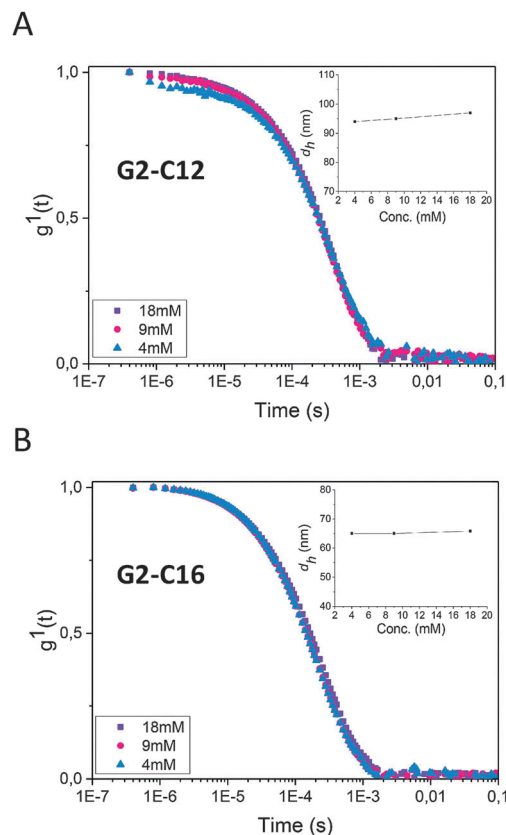 A
1,0
0,5
0,0
g¹(t)
G2-C12
18mM
9mM
4mM
1E-7 1E-6 1E-5 1E-4 1E-3 0,01 0,1
Time (s)
110
100
90
80
70
d_h (nm)
2 4 6 8 10 12 14 16 18 20
Conc. (mM)
B
1,0
0,5
0,0
g¹(t)
G2-C16
18mM
9mM
4mM
1E-7 1E-6 1E-5 1E-4 1E-3 0,01 0,1
Time (s)
80
70
60
50
40
d_h (nm)
2 4 6 8 10 12 14 16 18 20
Conc. (mM)